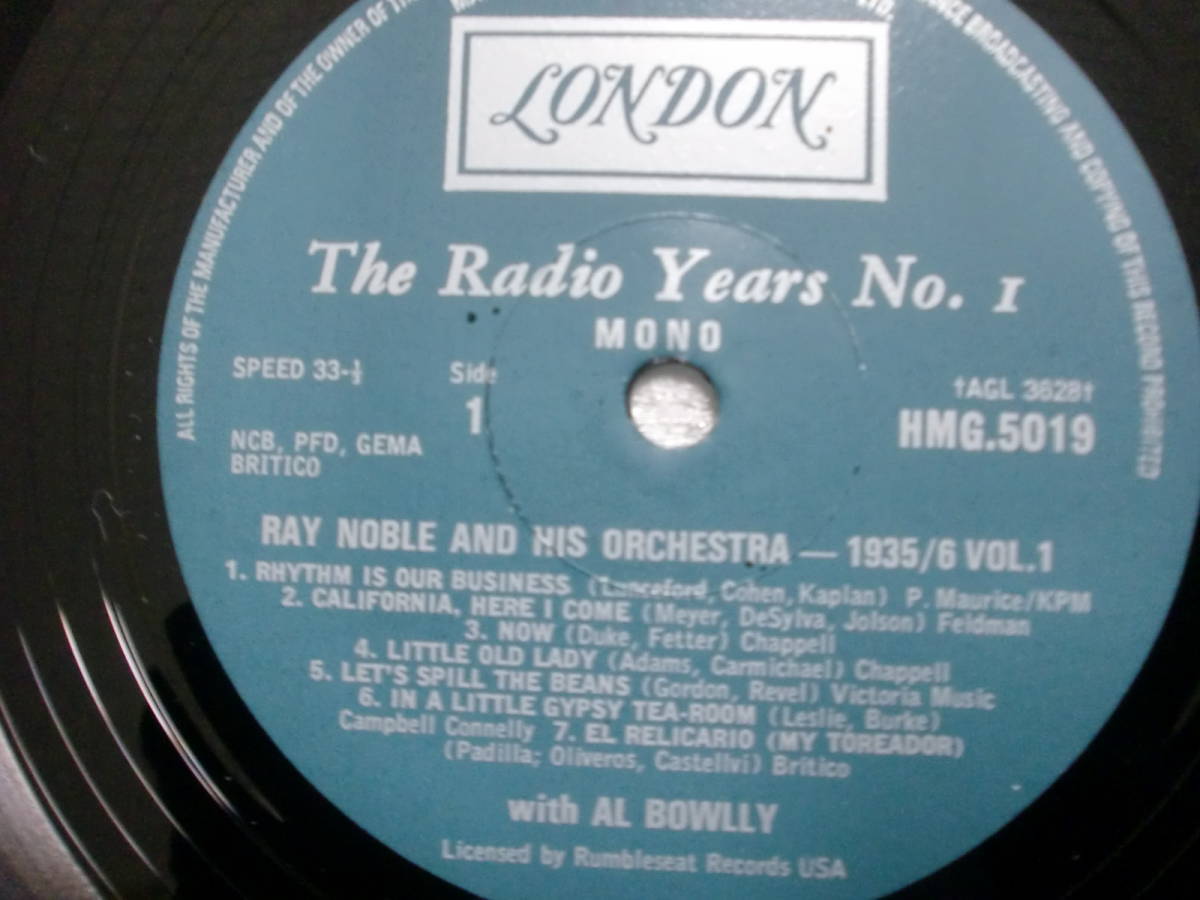 ALL RIGHTS OF THE MANUFACTURER AND OF THE OWNER OF THE
LTD.
BROADCASTING AND COPYING OF THIS RECORD PROHIBITED
LONDON
The Radio Years No. 1
MONO
SPEED 33-⅓
Side
1
†AGL 3628†
HMG.5019
NCB, PFD, GEMA
BRITICO
RAY NOBLE AND HIS ORCHESTRA — 1935/6 VOL.1
1. RHYTHM IS OUR BUSINESS (Lunceford, Cohen, Kaplan) P. Maurice/KPM
2. CALIFORNIA, HERE I COME (Meyer, DeSylva, Jolson) Feldman
3. NOW (Duke, Fetter) Chappell
4. LITTLE OLD LADY (Adams, Carmichael) Chappell
5. LET'S SPILL THE BEANS (Gordon, Revel) Victoria Music
6. IN A LITTLE GYPSY TEA-ROOM (Leslie, Burke)
Campbell Connelly 7. EL RELICARIO (MY TOREADOR)
(Padilla; Oliveros, Castellvi) Britico
with AL BOWLLY
Licensed by Rumbleseat Records USA